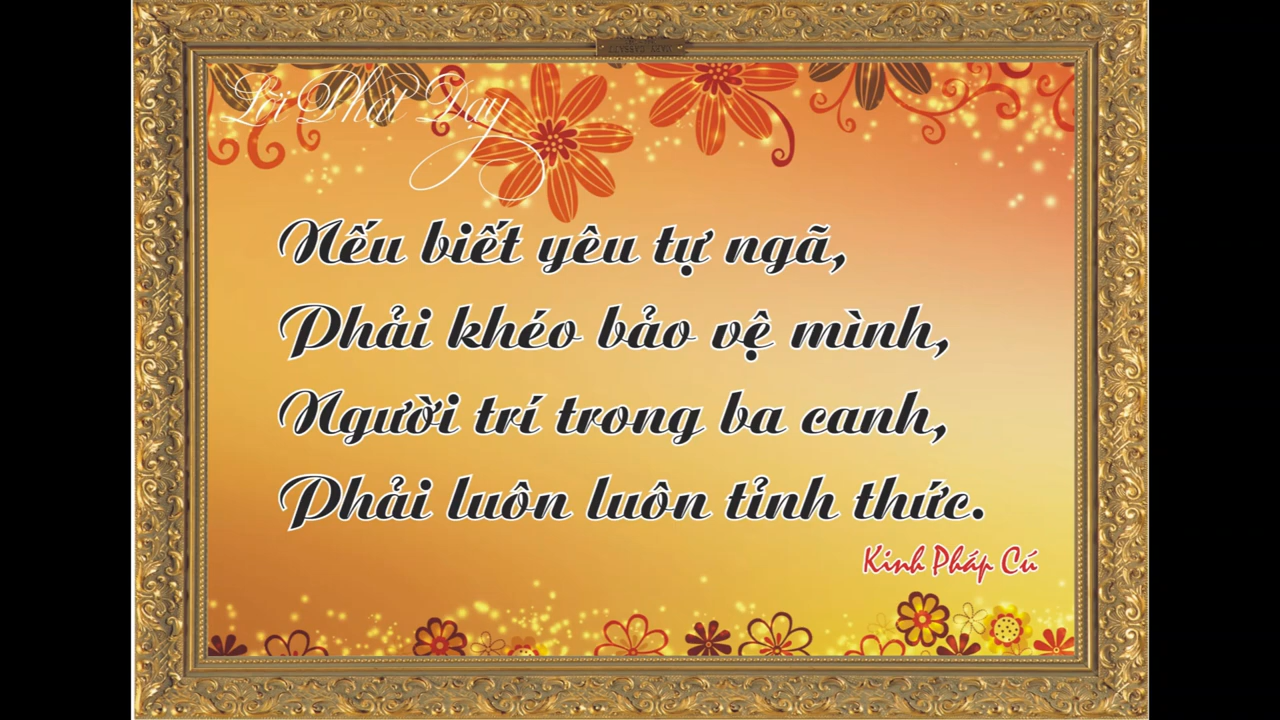 Lời Phật Dạy
Nếu biết yêu tự ngã,
Phải khéo bảo vệ mình,
Người trí trong ba canh,
Phải luôn luôn tỉnh thức.
Kinh Pháp Cú